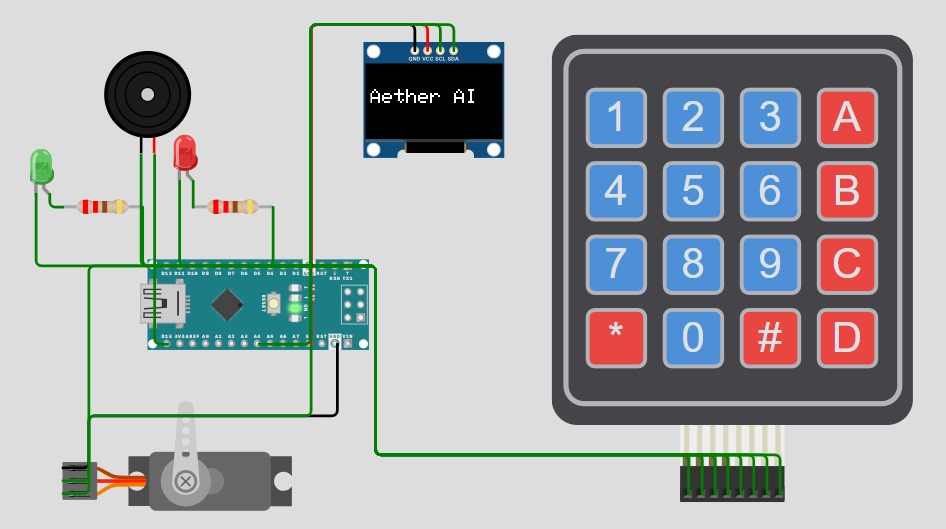 GND VCC SCL SDA
Aether AI
1 2 3 A
4 5 6 B
7 8 9 C
* 0 # D
D12 D11 D10 D9 D8 D7 D6 D5 D4 D3 D2 GND RST
RX0 TX1
RESET
D13 3V3 AREF A0 A1 A2 A3 A4 A5 A6 A7 RST GND VIN